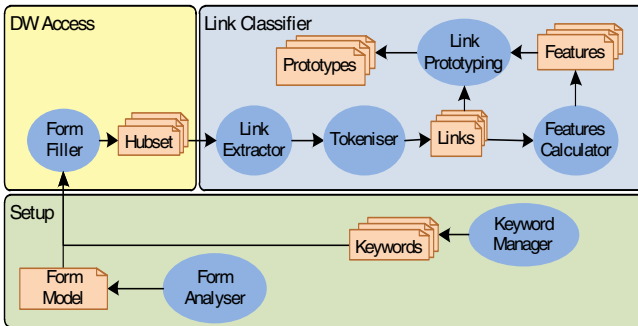 DW Access
Link Classifier
Prototypes
Link
Prototyping
Features
Form
Filler
Hubset
Link
Extractor
Tokeniser
Links
Features
Calculator
Setup
Keywords
Keyword
Manager
Form
Model
Form
Analyser